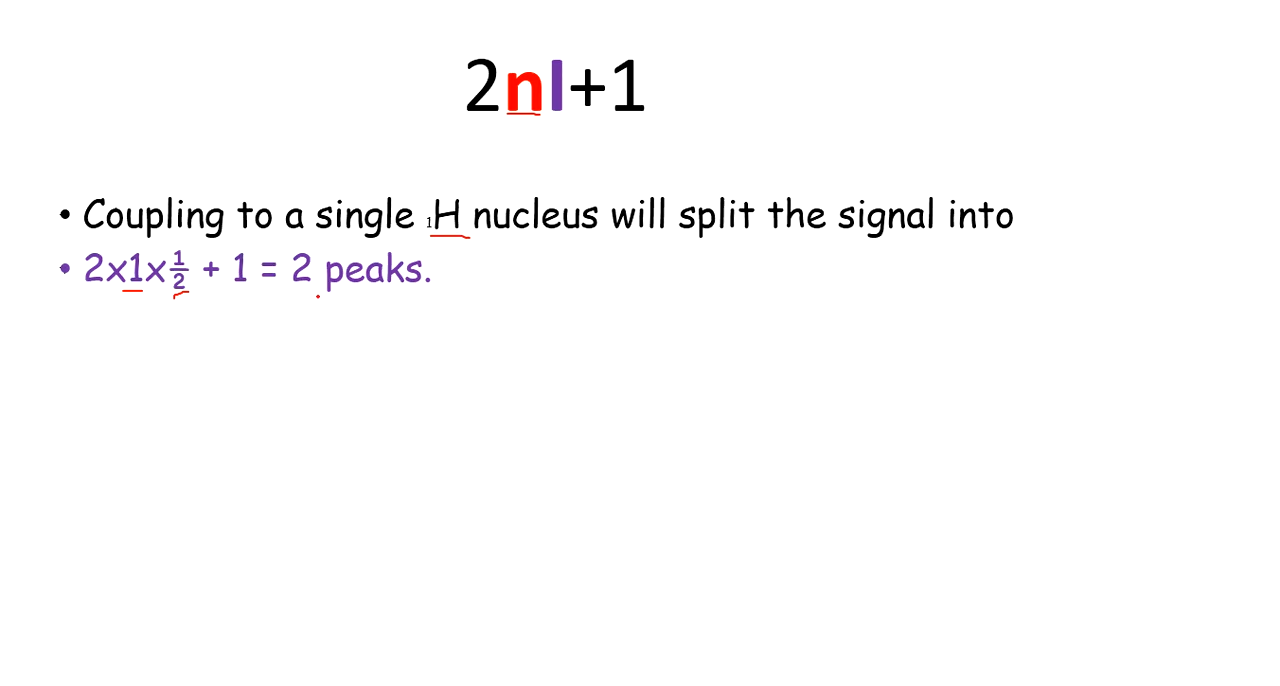 2nI+1
• Coupling to a single ₁H nucleus will split the signal into
• 2x1x½ + 1 = 2 peaks.